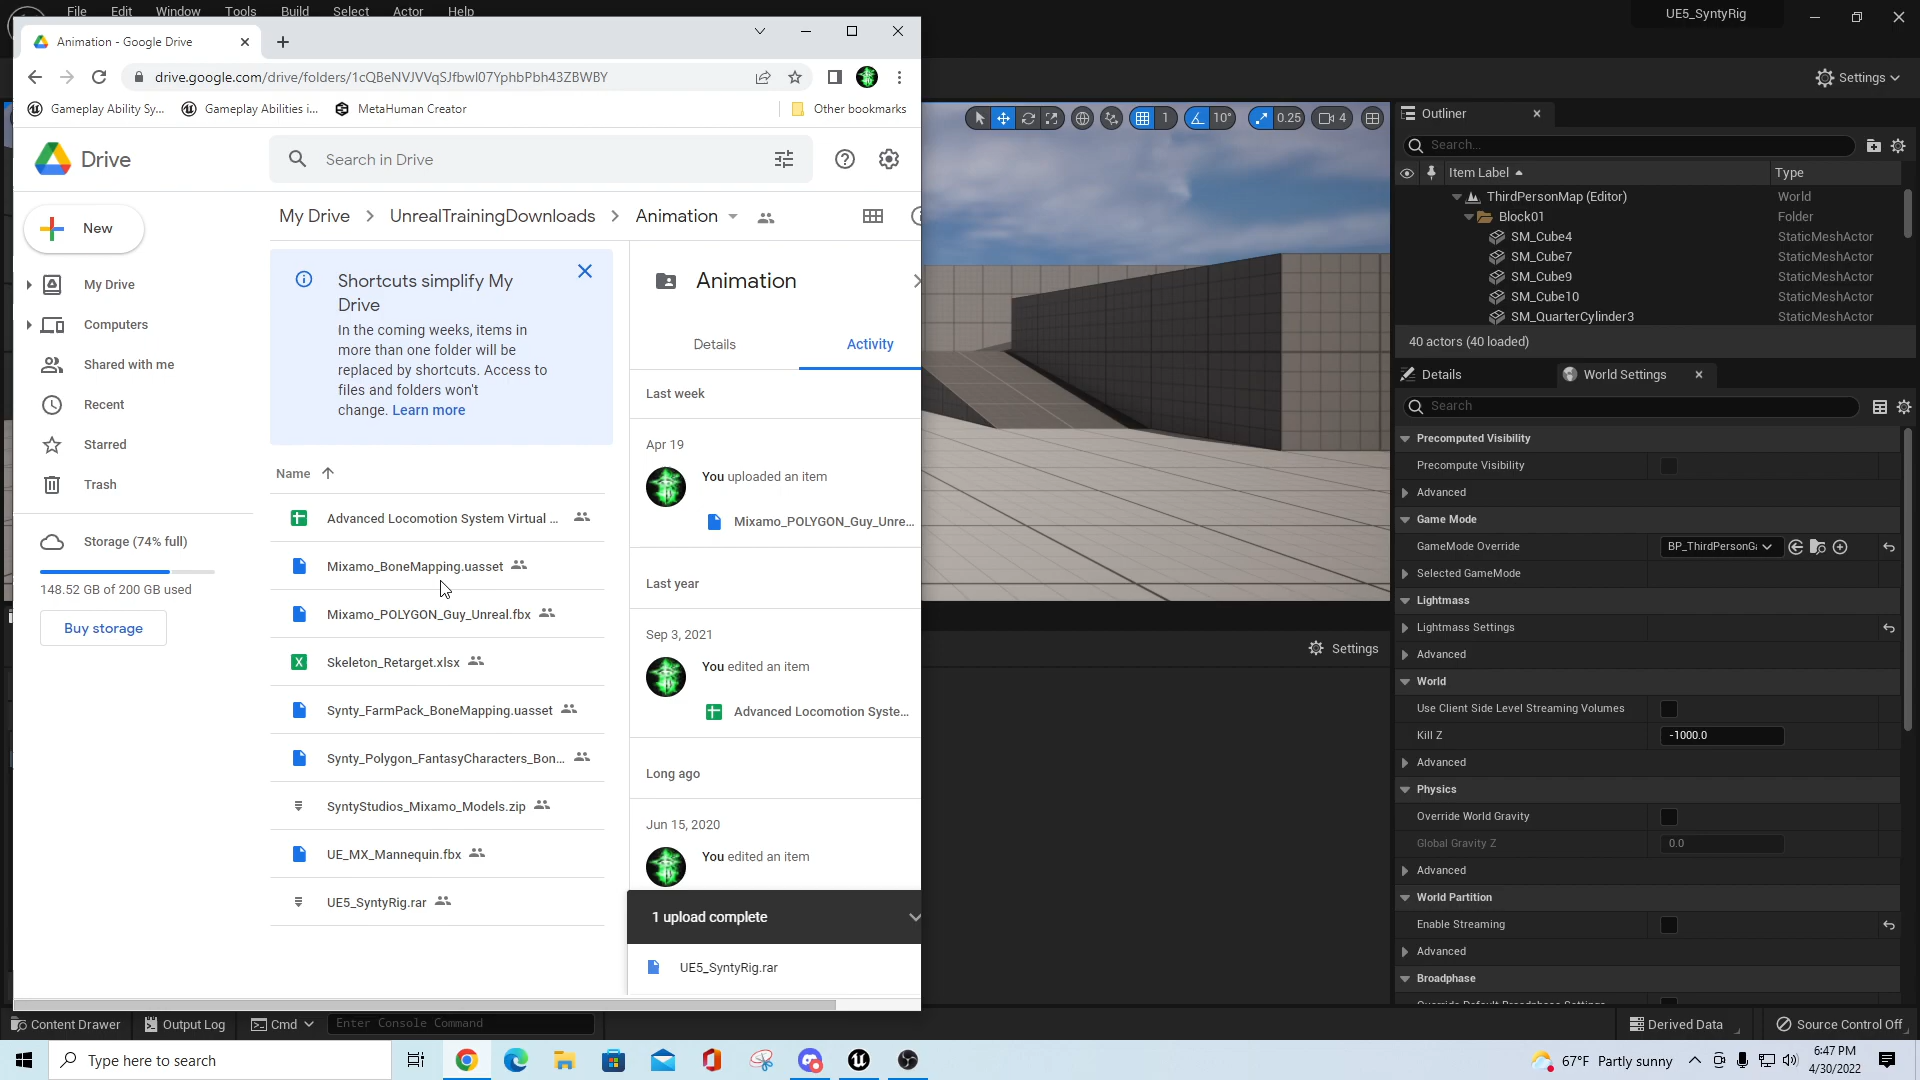 File Edit Window Tools Build Select Actor Help
UE5_SyntyRig
Animation - Google Drive
drive.google.com/drive/folders/1cQBeNVJVVqSJfbwl07YphbPbh43ZBWBY
Settings
Gameplay Ability Sy...
Gameplay Abilities i...
MetaHuman Creator
Other bookmarks
Drive
Search in Drive
New
My Drive
Computers
Shared with me
Recent
Starred
Trash
Storage (74% full)
148.52 GB of 200 GB used
Buy storage
My Drive > UnrealTrainingDownloads > Animation
Shortcuts simplify My
Drive
In the coming weeks, items in
more than one folder will be
replaced by shortcuts. Access to
files and folders won't
change. Learn more
Name
Advanced Locomotion System Virtual ...
Mixamo_BoneMapping.uasset
Mixamo_POLYGON_Guy_Unreal.fbx
Skeleton_Retarget.xlsx
Synty_FarmPack_BoneMapping.uasset
Synty_Polygon_FantasyCharacters_Bon...
SyntyStudios_Mixamo_Models.zip
UE_MX_Mannequin.fbx
UE5_SyntyRig.rar
Animation
Details
Activity
Last week
Apr 19
You uploaded an item
Mixamo_POLYGON_Guy_Unre...
Last year
Sep 3, 2021
You edited an item
Advanced Locomotion Syste...
Long ago
Jun 15, 2020
You edited an item
1 upload complete
UE5_SyntyRig.rar
1
10°
0.25
4
Settings
Outliner
Search...
Item Label
Type
ThirdPersonMap (Editor)
World
Block01
Folder
SM_Cube4
StaticMeshActor
SM_Cube7
StaticMeshActor
SM_Cube9
StaticMeshActor
SM_Cube10
StaticMeshActor
SM_QuarterCylinder3
StaticMeshActor
40 actors (40 loaded)
Details
World Settings
Search
Precomputed Visibility
Precompute Visibility
Advanced
Game Mode
GameMode Override
BP_ThirdPersonGa
Selected GameMode
Lightmass
Lightmass Settings
Advanced
World
Use Client Side Level Streaming Volumes
Kill Z
-1000.0
Advanced
Physics
Override World Gravity
Global Gravity Z
0.0
Advanced
World Partition
Enable Streaming
Advanced
Broadphase
Override Default Broadphase Settings
Content Drawer
Output Log
Cmd
Enter Console Command
Derived Data
Source Control Off
Type here to search
67°F Partly sunny
6:47 PM
4/30/2022